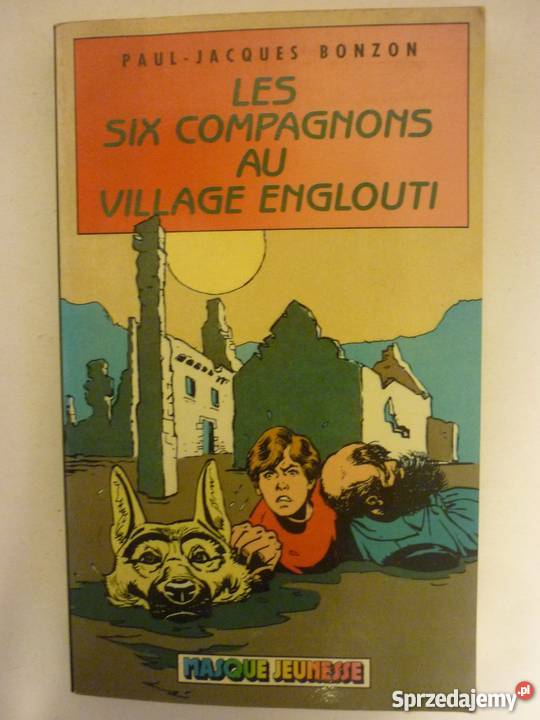 PAUL-JACQUES BONZON
LES
SIX COMPAGNONS
AU
VILLAGE ENGLOUTI
MASQUE JEUNESSE
Sprzedajemy.pl